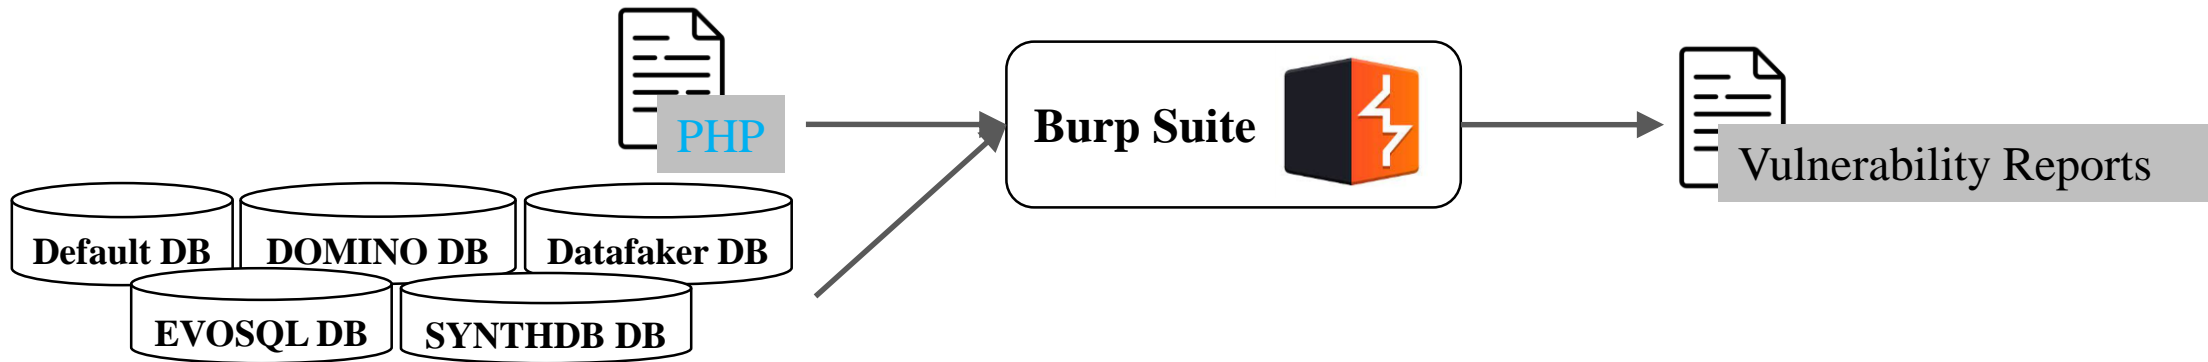 PHP
Burp Suite
Vulnerability Reports
Default DB
DOMINO DB
Datafaker DB
EVOSQL DB
SYNTHDB DB